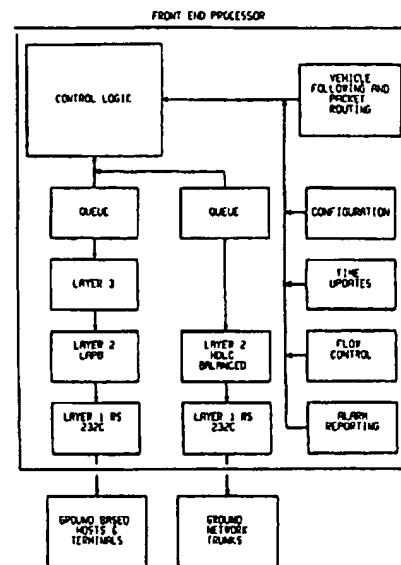 FRONT END PROCESSOR
CONTROL LOGIC
VEHICLE
FOLLOWING AND
PACKET
ROUTING
QUEUE
QUEUE
CONFIGURATION
LAYER 3
TIME
UPDATES
LAYER 2
LAPB
LAYER 2
HDLC
BALANCED
FLOW
CONTROL
LAYER 1 RS
232C
LAYER 1 RS
232C
ALARM
REPORTING
GROUND BASED
HOSTS &
TERMINALS
GROUND
NETWORK
TRUNKS